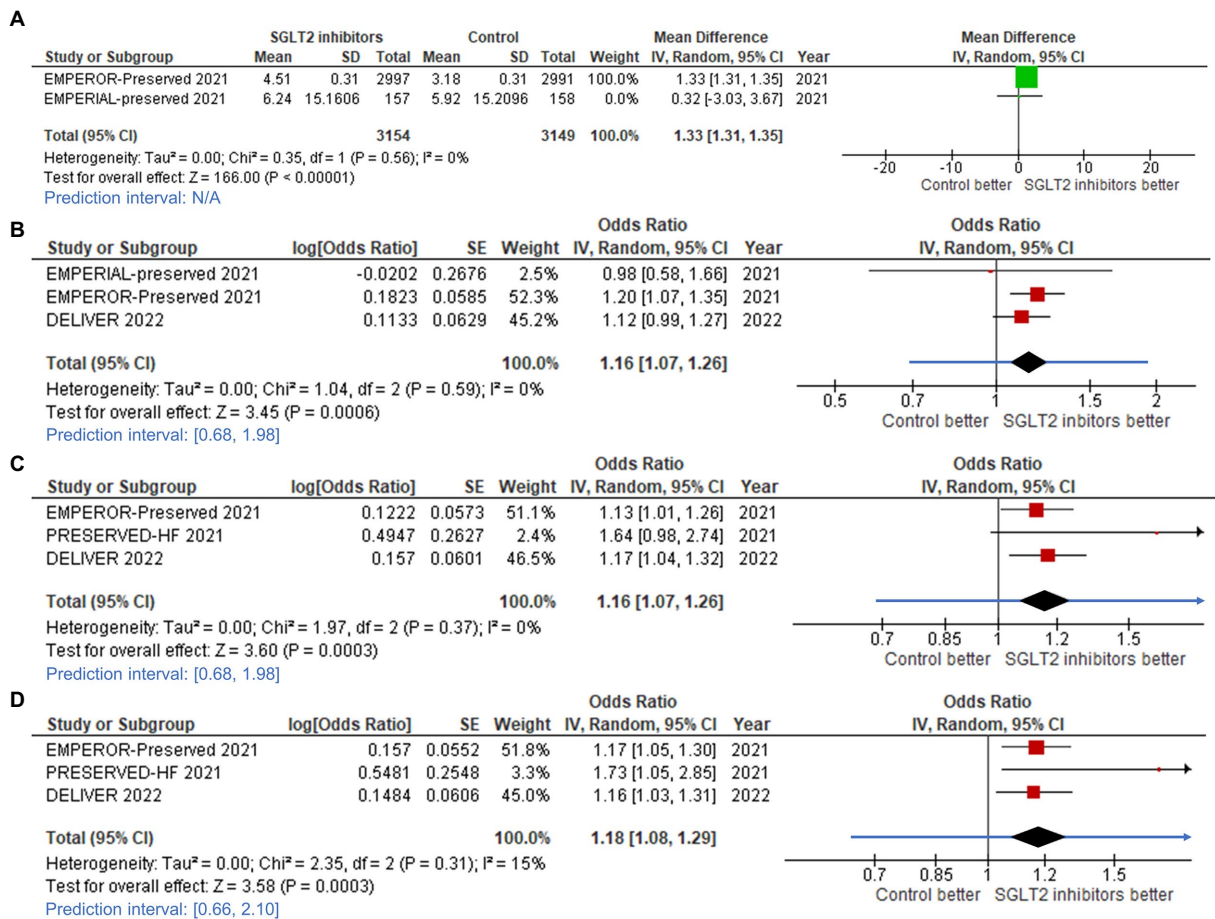 A
SGLT2 inhibitors Control Mean Difference Mean Difference
Study or Subgroup Mean SD Total Mean SD Total Weight IV, Random, 95% CI Year IV, Random, 95% CI
EMPEROR-Preserved 2021 4.51 0.31 2997 3.18 0.31 2991 100.0% 1.33 [1.31, 1.35] 2021
EMPERIAL-preserved 2021 6.24 15.1606 157 5.92 15.2096 158 0.0% 0.32 [-3.03, 3.67] 2021
Total (95% CI) 3154 3149 100.0% 1.33 [1.31, 1.35]
Heterogeneity: Tau² = 0.00; Chi² = 0.35, df = 1 (P = 0.56); I² = 0%
Test for overall effect: Z = 166.00 (P < 0.00001)
Prediction interval: N/A
-20 -10 0 10 20
Control better SGLT2 inhibitors better
B
Odds Ratio Odds Ratio
Study or Subgroup log[Odds Ratio] SE Weight IV, Random, 95% CI Year IV, Random, 95% CI
EMPERIAL-preserved 2021 -0.0202 0.2676 2.5% 0.98 [0.58, 1.66] 2021
EMPEROR-Preserved 2021 0.1823 0.0585 52.3% 1.20 [1.07, 1.35] 2021
DELIVER 2022 0.1133 0.0629 45.2% 1.12 [0.99, 1.27] 2022
Total (95% CI) 100.0% 1.16 [1.07, 1.26]
Heterogeneity: Tau² = 0.00; Chi² = 1.04, df = 2 (P = 0.59); I² = 0%
Test for overall effect: Z = 3.45 (P = 0.0006)
Prediction interval: [0.68, 1.98]
0.5 0.7 1 1.5 2
Control better SGLT2 inbitors better
C
Odds Ratio Odds Ratio
Study or Subgroup log[Odds Ratio] SE Weight IV, Random, 95% CI Year IV, Random, 95% CI
EMPEROR-Preserved 2021 0.1222 0.0573 51.1% 1.13 [1.01, 1.26] 2021
PRESERVED-HF 2021 0.4947 0.2627 2.4% 1.64 [0.98, 2.74] 2021
DELIVER 2022 0.157 0.0601 46.5% 1.17 [1.04, 1.32] 2022
Total (95% CI) 100.0% 1.16 [1.07, 1.26]
Heterogeneity: Tau² = 0.00; Chi² = 1.97, df = 2 (P = 0.37); I² = 0%
Test for overall effect: Z = 3.60 (P = 0.0003)
Prediction interval: [0.68, 1.98]
0.7 0.85 1 1.2 1.5
Control better SGLT2 inhibitors better
D
Odds Ratio Odds Ratio
Study or Subgroup log[Odds Ratio] SE Weight IV, Random, 95% CI Year IV, Random, 95% CI
EMPEROR-Preserved 2021 0.157 0.0552 51.8% 1.17 [1.05, 1.30] 2021
PRESERVED-HF 2021 0.5481 0.2548 3.3% 1.73 [1.05, 2.85] 2021
DELIVER 2022 0.1484 0.0606 45.0% 1.16 [1.03, 1.31] 2022
Total (95% CI) 100.0% 1.18 [1.08, 1.29]
Heterogeneity: Tau² = 0.00; Chi² = 2.35, df = 2 (P = 0.31); I² = 15%
Test for overall effect: Z = 3.58 (P = 0.0003)
Prediction interval: [0.66, 2.10]
0.7 0.85 1 1.2 1.5
Control better SGLT2 inhibitors better